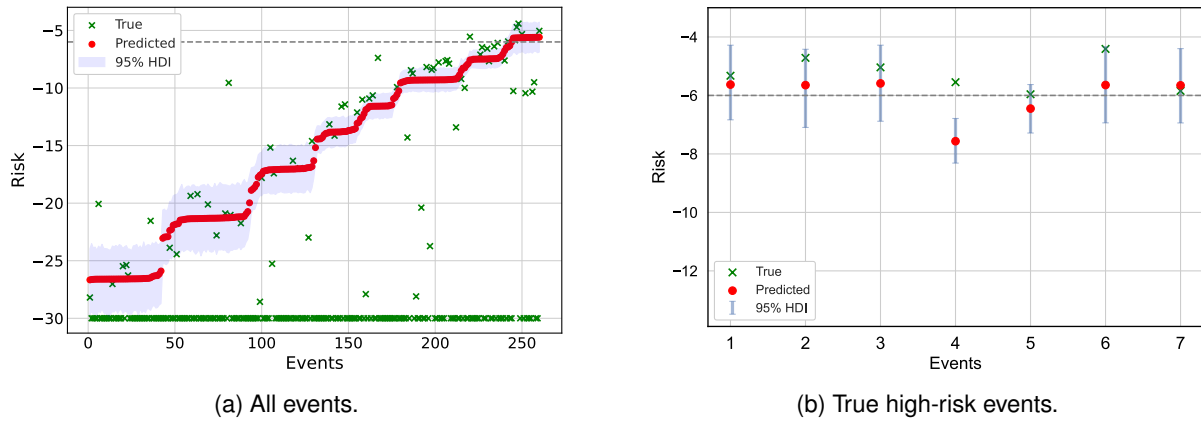 True
Predicted
95% HDI
−5
−10
−15
−20
−25
−30
Risk
0
50
100
150
200
250
Events
(a) All events.
−4
−6
−8
−10
−12
Risk
True
Predicted
95% HDI
1
2
3
4
5
6
7
Events
(b) True high-risk events.